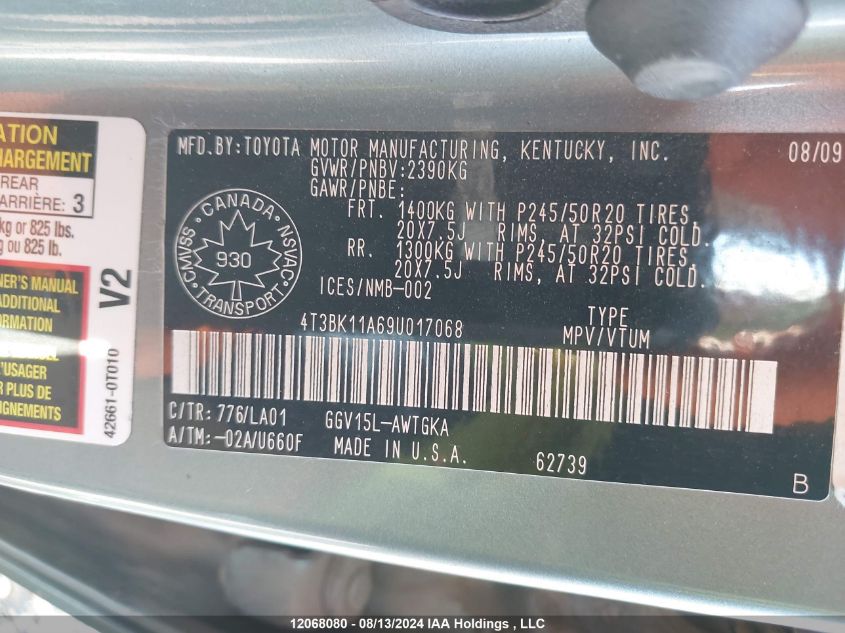 ATION
HARGEMENT
REAR
ARRIÈRE: 3
kg or 825 lbs.
g ou 825 lb.
NER'S MANUAL
ADDITIONAL
FORMATION
L'USAGER
R PLUS DE
IGNEMENTS
V2
42661-0T010
MFD.BY:TOYOTA MOTOR MANUFACTURING, KENTUCKY, INC. 08/09
GVWR/PNBV:2390KG
GAWR/PNBE:
FRT. 1400KG WITH P245/50R20 TIRES,
20X7.5J RIMS, AT 32PSI COLD.
RR. 1300KG WITH P245/50R20 TIRES,
20X7.5J RIMS, AT 32PSI COLD.
ICES/NMB-002
CANADA
CMVSS · NSVAC
930
TRANSPORT
4T3BK11A69U017068 TYPE
MPV/VTUM
C/TR: 776/LA01 GGV15L-AWTGKA
A/TM:-02A/U660F MADE IN U.S.A. 62739
B
12068080 - 08/13/2024 IAA Holdings , LLC